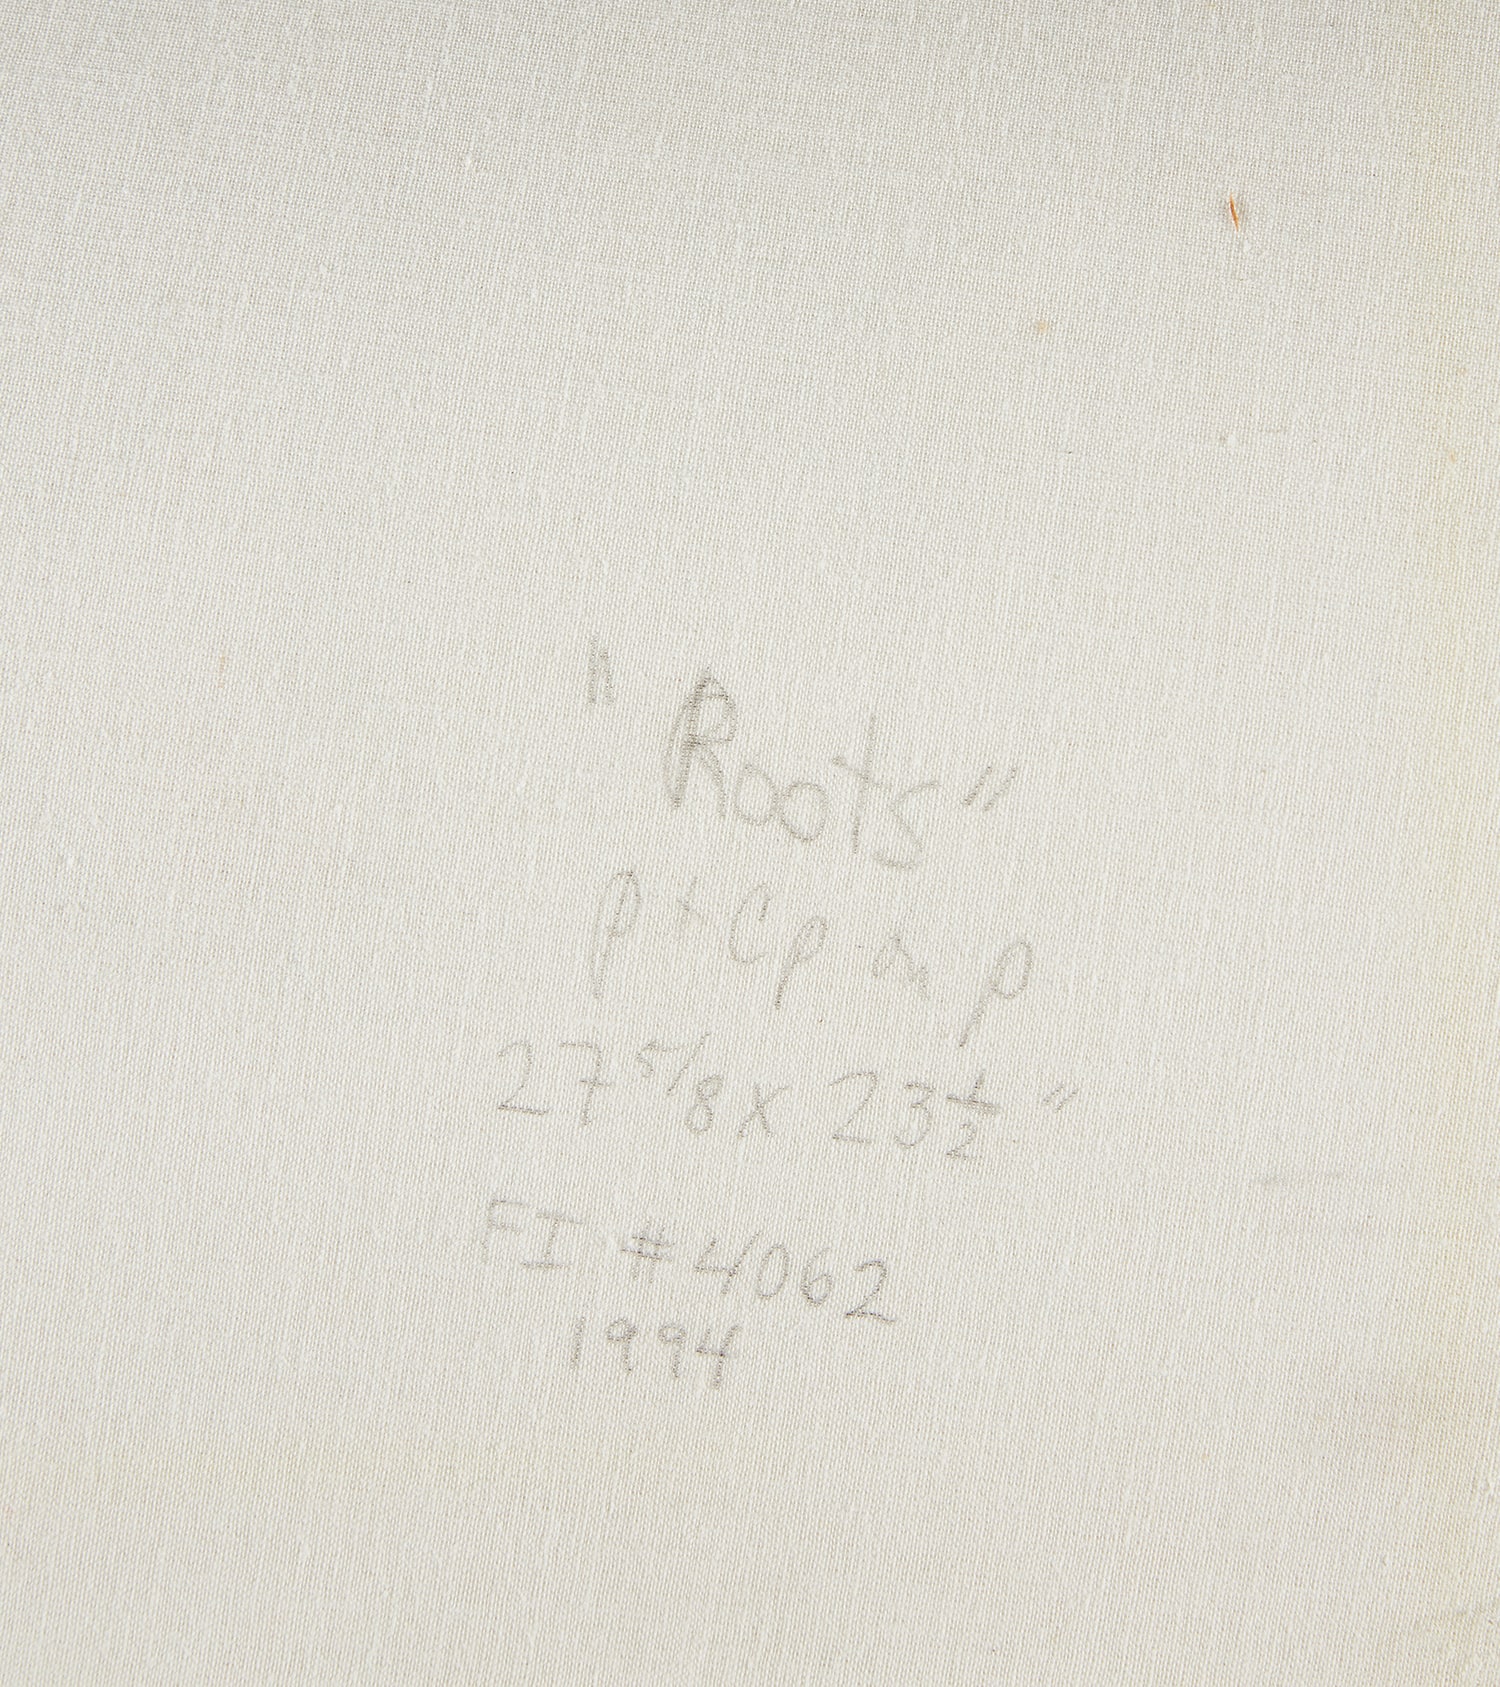 "Roots"
p + Cp on p
27 5/8 x 23 1/2"
FI #4062
1994